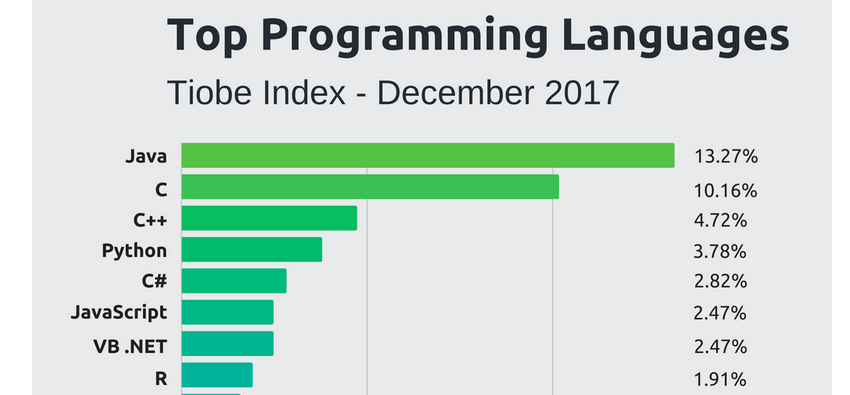 Top Programming Languages
Tiobe Index - December 2017
Java 13.27%
C 10.16%
C++ 4.72%
Python 3.78%
C# 2.82%
JavaScript 2.47%
VB .NET 2.47%
R 1.91%